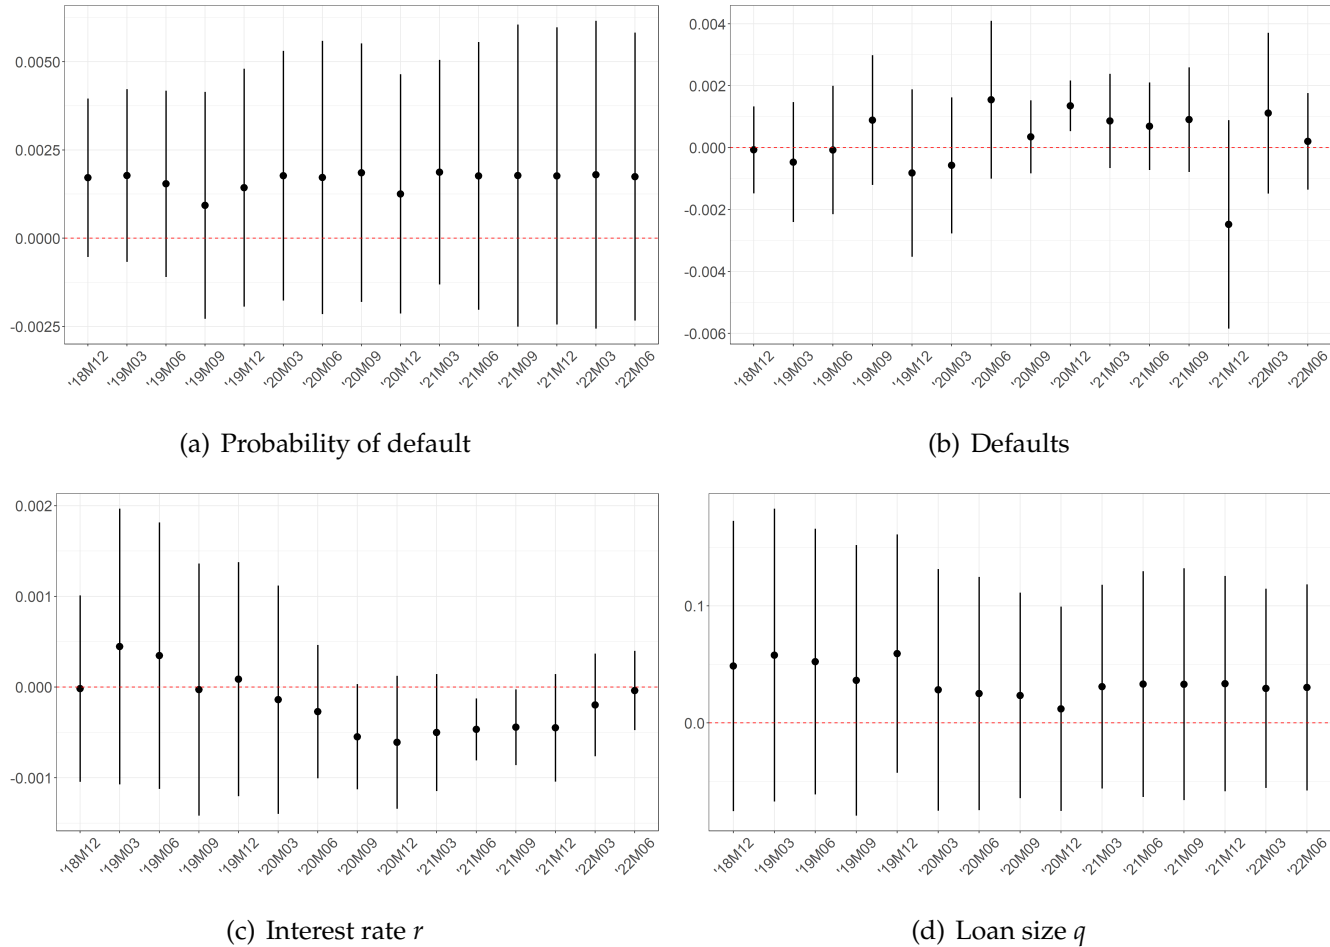 0.0050
0.0025
0.0000
-0.0025
'18M12 '19M03 '19M06 '19M09 '19M12 '20M03 '20M06 '20M09 '20M12 '21M03 '21M06 '21M09 '21M12 '22M03 '22M06
(a) Probability of default
0.004
0.002
0.000
-0.002
-0.004
-0.006
'18M12 '19M03 '19M06 '19M09 '19M12 '20M03 '20M06 '20M09 '20M12 '21M03 '21M06 '21M09 '21M12 '22M03 '22M06
(b) Defaults
0.002
0.001
0.000
-0.001
'18M12 '19M03 '19M06 '19M09 '19M12 '20M03 '20M06 '20M09 '20M12 '21M03 '21M06 '21M09 '21M12 '22M03 '22M06
(c) Interest rate r
0.1
0.0
'18M12 '19M03 '19M06 '19M09 '19M12 '20M03 '20M06 '20M09 '20M12 '21M03 '21M06 '21M09 '21M12 '22M03 '22M06
(d) Loan size q